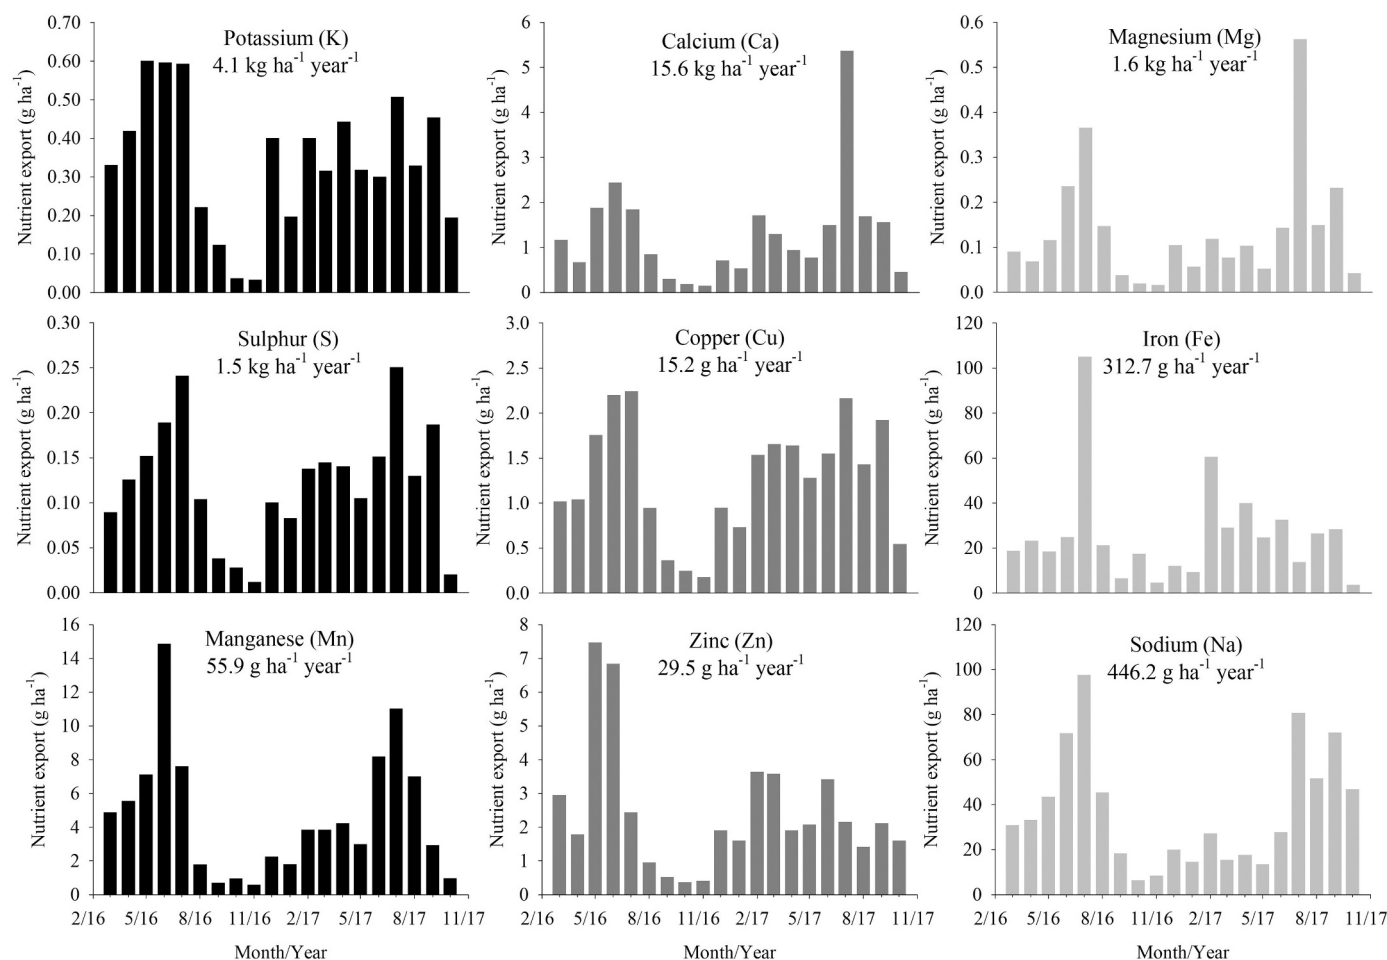 Potassium (K)
4.1 kg ha⁻¹ year⁻¹
Nutrient export (g ha⁻¹)
0.70
0.60
0.50
0.40
0.30
0.20
0.10
0.00
Calcium (Ca)
15.6 kg ha⁻¹ year⁻¹
Nutrient export (g ha⁻¹)
6
5
4
3
2
1
0
Magnesium (Mg)
1.6 kg ha⁻¹ year⁻¹
Nutrient export (g ha⁻¹)
0.6
0.5
0.4
0.3
0.2
0.1
0.0
Sulphur (S)
1.5 kg ha⁻¹ year⁻¹
Nutrient export (g ha⁻¹)
0.30
0.25
0.20
0.15
0.10
0.05
0.00
Copper (Cu)
15.2 g ha⁻¹ year⁻¹
Nutrient export (g ha⁻¹)
3.0
2.5
2.0
1.5
1.0
0.5
0.0
Iron (Fe)
312.7 g ha⁻¹ year⁻¹
Nutrient export (g ha⁻¹)
120
100
80
60
40
20
0
Manganese (Mn)
55.9 g ha⁻¹ year⁻¹
Nutrient export (g ha⁻¹)
16
14
12
10
8
6
4
2
0
2/16 5/16 8/16 11/16 2/17 5/17 8/17 11/17
Month/Year
Zinc (Zn)
29.5 g ha⁻¹ year⁻¹
Nutrient export (g ha⁻¹)
8
7
6
5
4
3
2
1
0
2/16 5/16 8/16 11/16 2/17 5/17 8/17 11/17
Month/Year
Sodium (Na)
446.2 g ha⁻¹ year⁻¹
Nutrient export (g ha⁻¹)
120
100
80
60
40
20
0
2/16 5/16 8/16 11/16 2/17 5/17 8/17 11/17
Month/Year